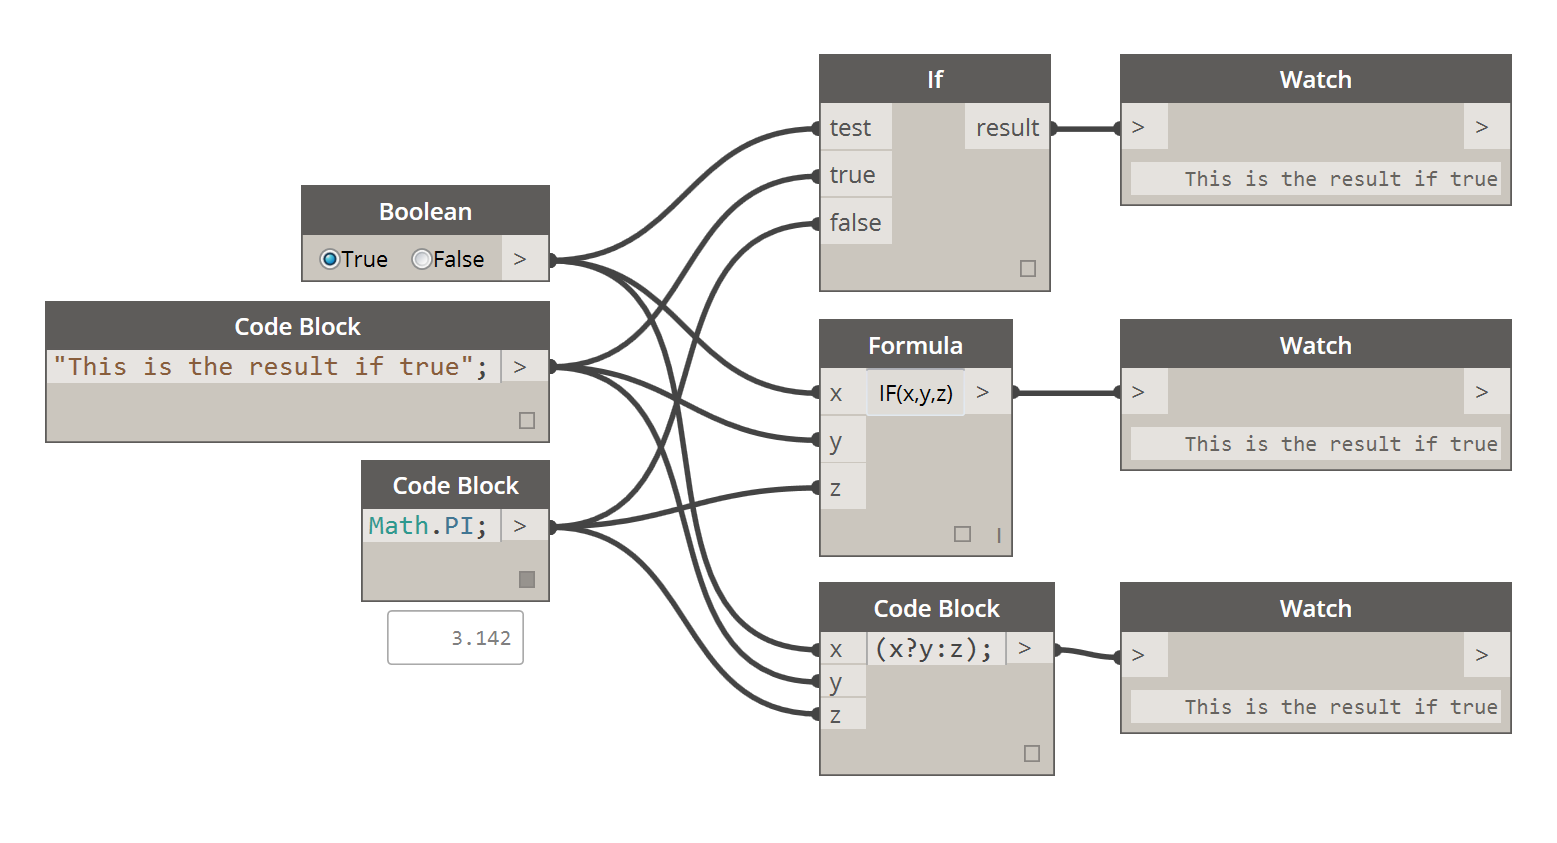 Boolean
True False >
Code Block
"This is the result if true"; >
Code Block
Math.PI; >
3.142
If
test result
true
false
Watch
> >
This is the result if true
Formula
x IF(x,y,z) >
y
z
Watch
> >
This is the result if true
Code Block
x (x?y:z); >
y
z
Watch
> >
This is the result if true